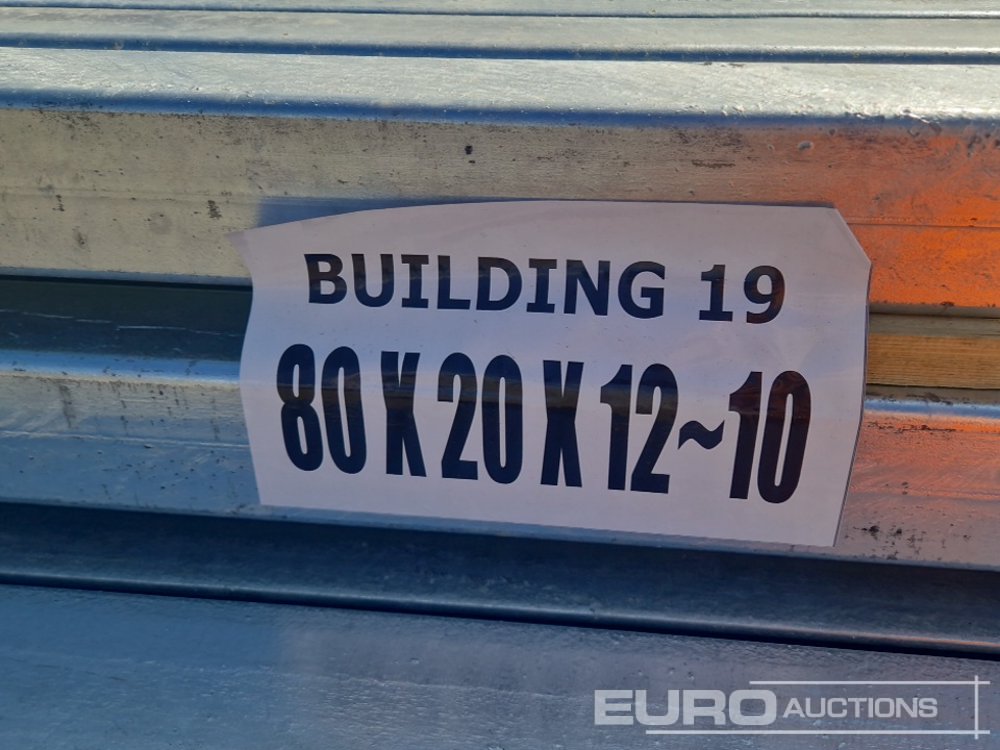 BUILDING 19
80 X 20 X 12~10
EURO AUCTIONS